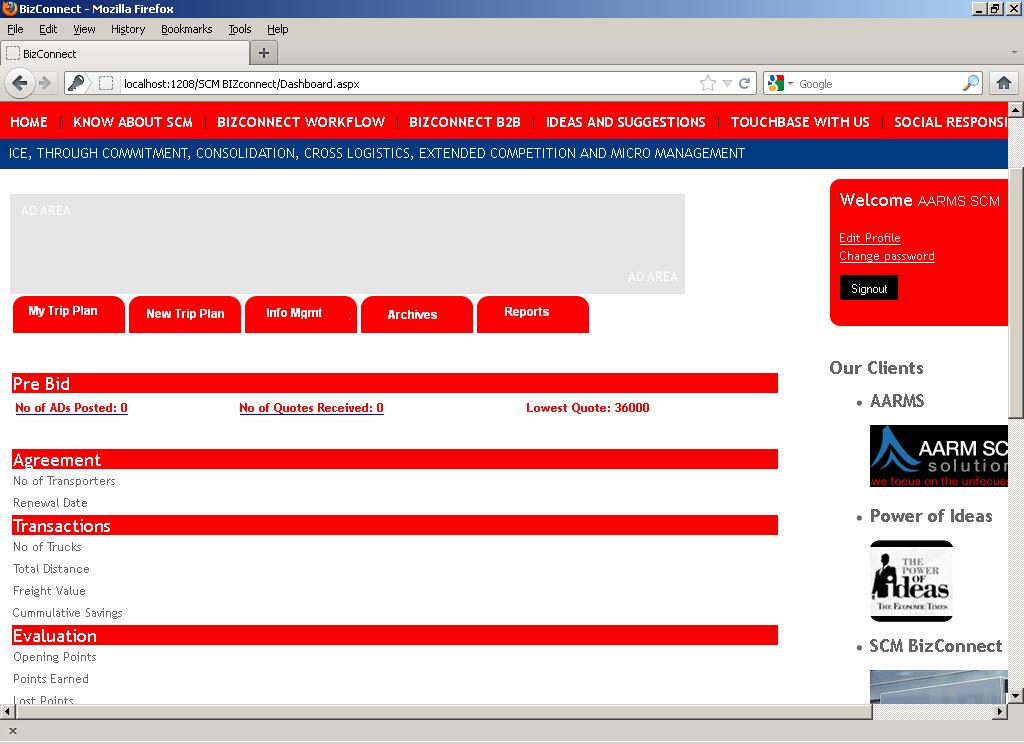 BizConnect - Mozilla Firefox
File Edit View History Bookmarks Tools Help
BizConnect
localhost:1208/SCM BIZconnect/Dashboard.aspx
Google
HOME | KNOW ABOUT SCM | BIZCONNECT WORKFLOW | BIZCONNECT B2B | IDEAS AND SUGGESTIONS | TOUCHBASE WITH US | SOCIAL RESPONSI
ICE, THROUGH COMMITMENT, CONSOLIDATION, CROSS LOGISTICS, EXTENDED COMPETITION AND MICRO MANAGEMENT
AD AREA
AD AREA
Welcome AARMS SCM
Edit Profile
Change password
Signout
My Trip Plan New Trip Plan Info Mgmt Archives Reports
Pre Bid
No of ADs Posted: 0 No of Quotes Received: 0 Lowest Quote: 36000
Agreement
No of Transporters
Renewal Date
Transactions
No of Trucks
Total Distance
Freight Value
Cummulative Savings
Evaluation
Opening Points
Points Earned
Lost Points
Our Clients
AARMS
AARM SC
solution
we focus on the unfocus
Power of Ideas
THE
POWER
OF
Ideas
THE ECONOMIC TIMES
SCM BizConnect